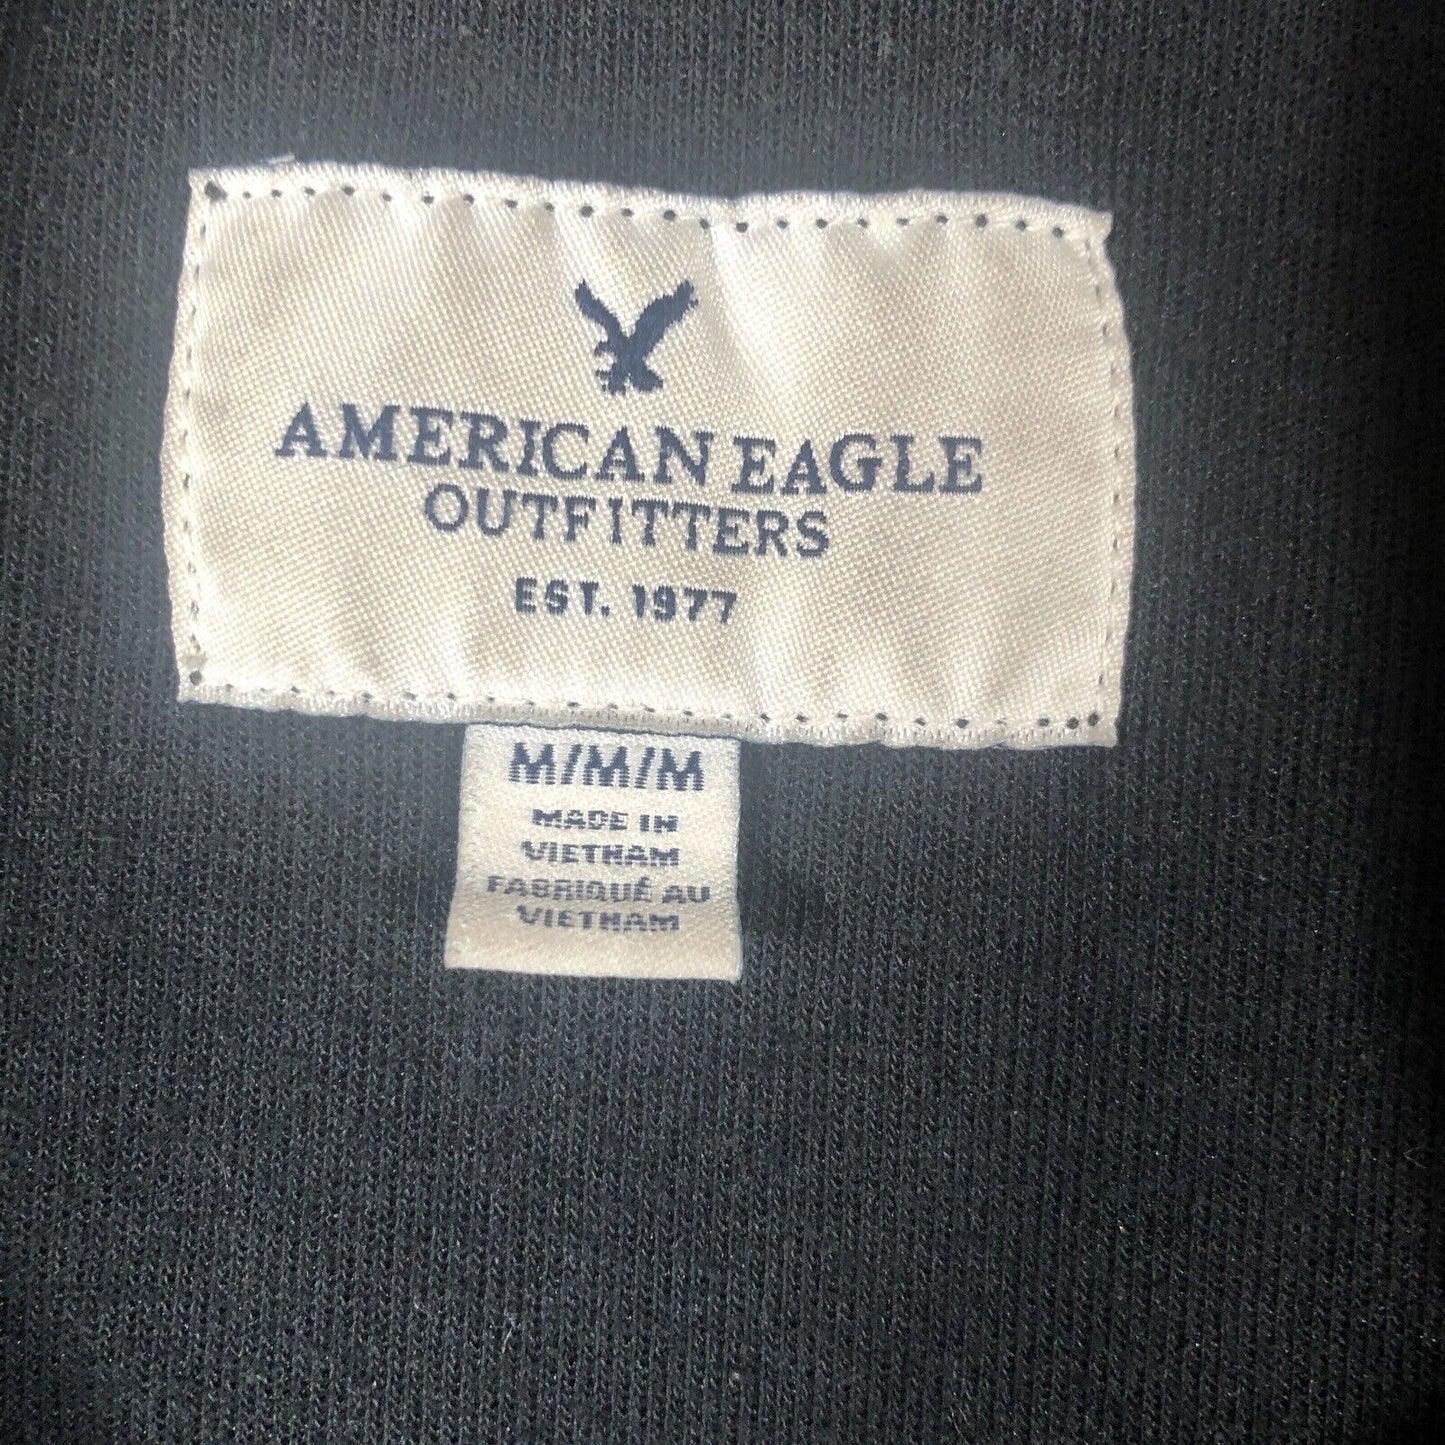 AMERICAN EAGLE
OUTFITTERS
EST. 1977
M/M/M
MADE IN
VIETNAM
FABRIQUÉ AU
VIETNAM